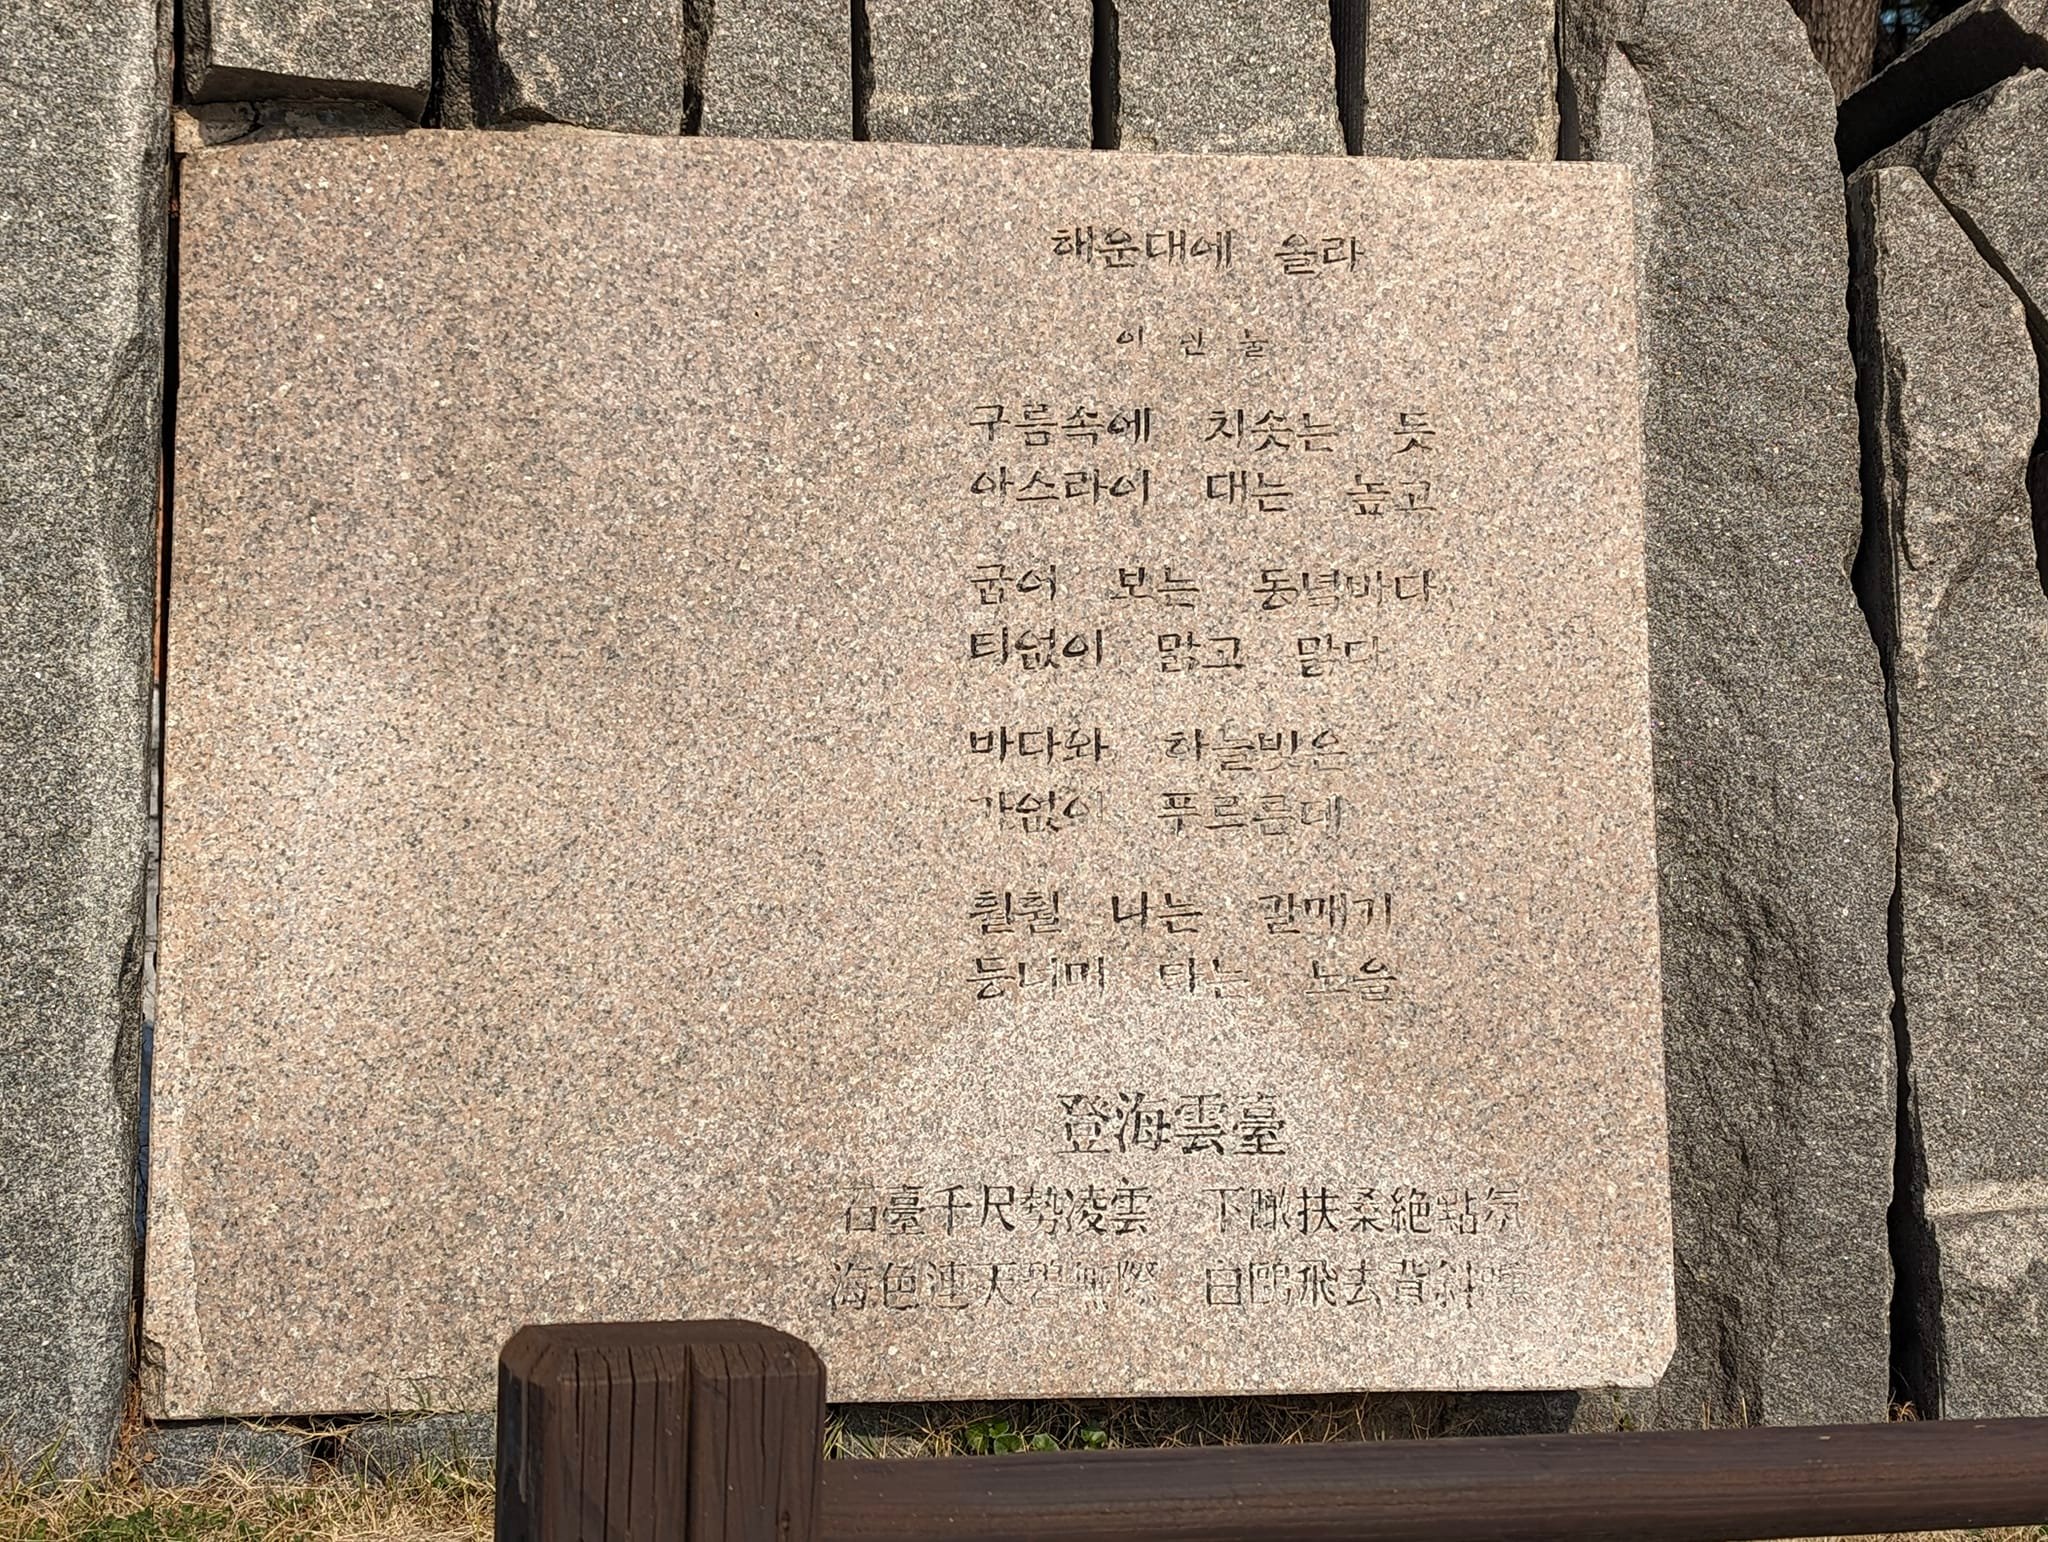 해운대에 올라
이 안 눌
구름속에 치솟는 듯
아스라이 대는 높고
굽어 보는 동녘바다
티없이 맑고 맑다
바다와 하늘빛은
가없이 푸르른데
훨훨 나는 갈매기
등너머 타는 노을
登海雲臺
石臺千尺勢凌雲 下瞰扶桑絶點氛
海色連天碧無際 白鷗飛去背斜曛